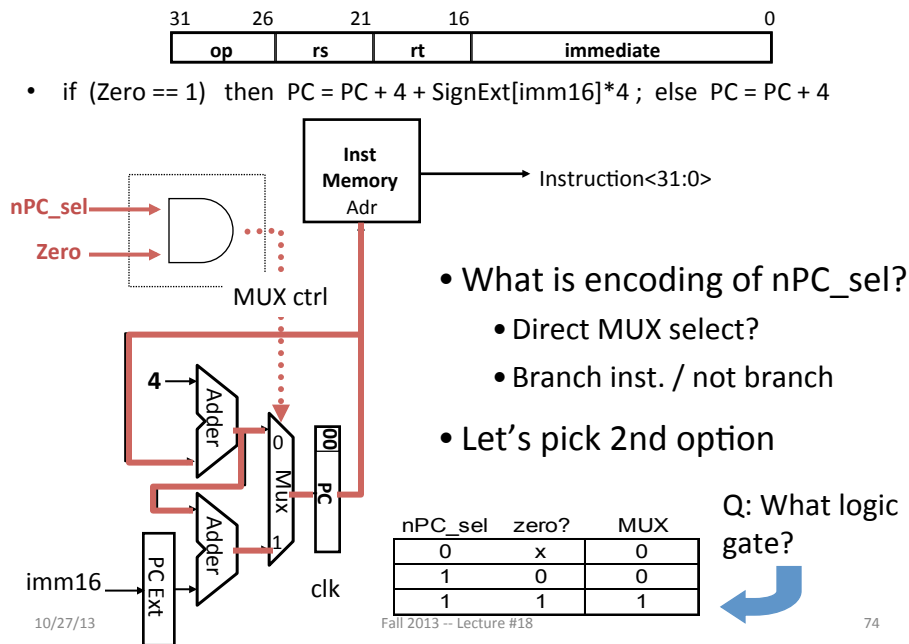 31 26 21 16 0
op rs rt immediate
• if (Zero == 1) then PC = PC + 4 + SignExt[imm16]*4 ; else PC = PC + 4
Inst
Memory
Adr
Instruction<31:0>
nPC_sel
Zero
MUX ctrl
• What is encoding of nPC_sel?
• Direct MUX select?
• Branch inst. / not branch
• Let's pick 2nd option
4
Adder
0
Mux
1
00
PC
Adder
PC Ext
imm16
clk
Q: What logic
gate?
nPC_sel zero? MUX
0 x 0
1 0 0
1 1 1
10/27/13
Fall 2013 -- Lecture #18
74